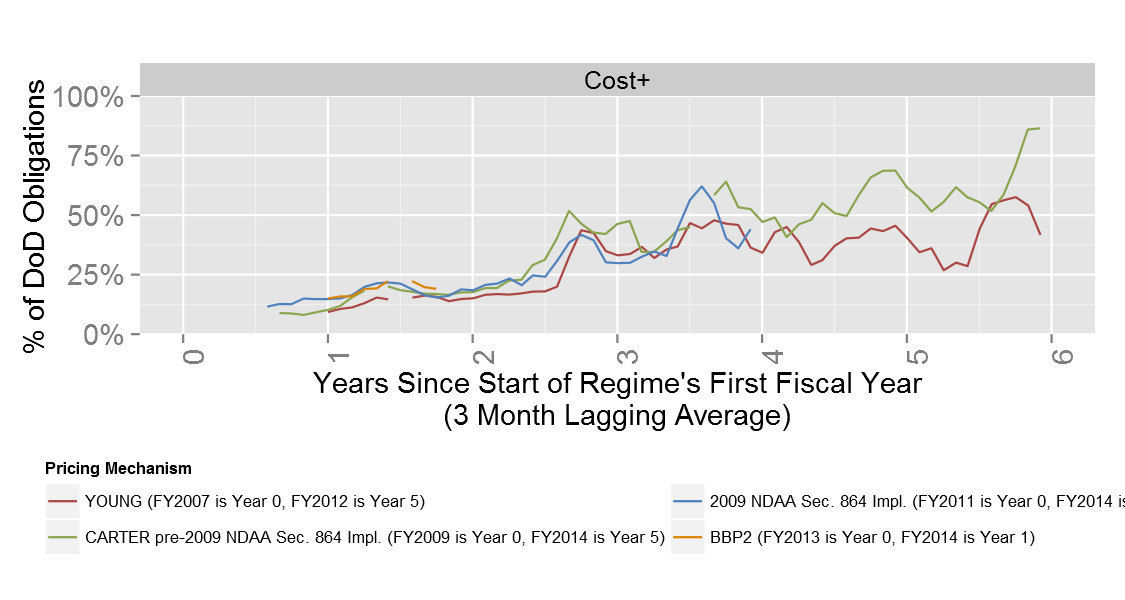 Cost+
100%
75%
50%
25%
0%
% of DoD Obligations
0 1 2 3 4 5 6
Years Since Start of Regime's First Fiscal Year
(3 Month Lagging Average)
Pricing Mechanism
YOUNG (FY2007 is Year 0, FY2012 is Year 5)
2009 NDAA Sec. 864 Impl. (FY2011 is Year 0, FY2014 is
CARTER pre-2009 NDAA Sec. 864 Impl. (FY2009 is Year 0, FY2014 is Year 5)
BBP2 (FY2013 is Year 0, FY2014 is Year 1)